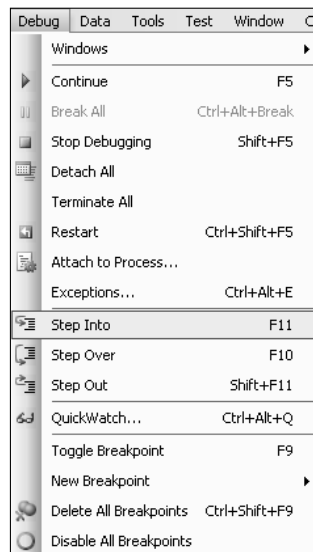 Debug Data Tools Test Window
Windows
Continue F5
Break All Ctrl+Alt+Break
Stop Debugging Shift+F5
Detach All
Terminate All
Restart Ctrl+Shift+F5
Attach to Process...
Exceptions... Ctrl+Alt+E
Step Into F11
Step Over F10
Step Out Shift+F11
QuickWatch... Ctrl+Alt+Q
Toggle Breakpoint F9
New Breakpoint
Delete All Breakpoints Ctrl+Shift+F9
Disable All Breakpoints